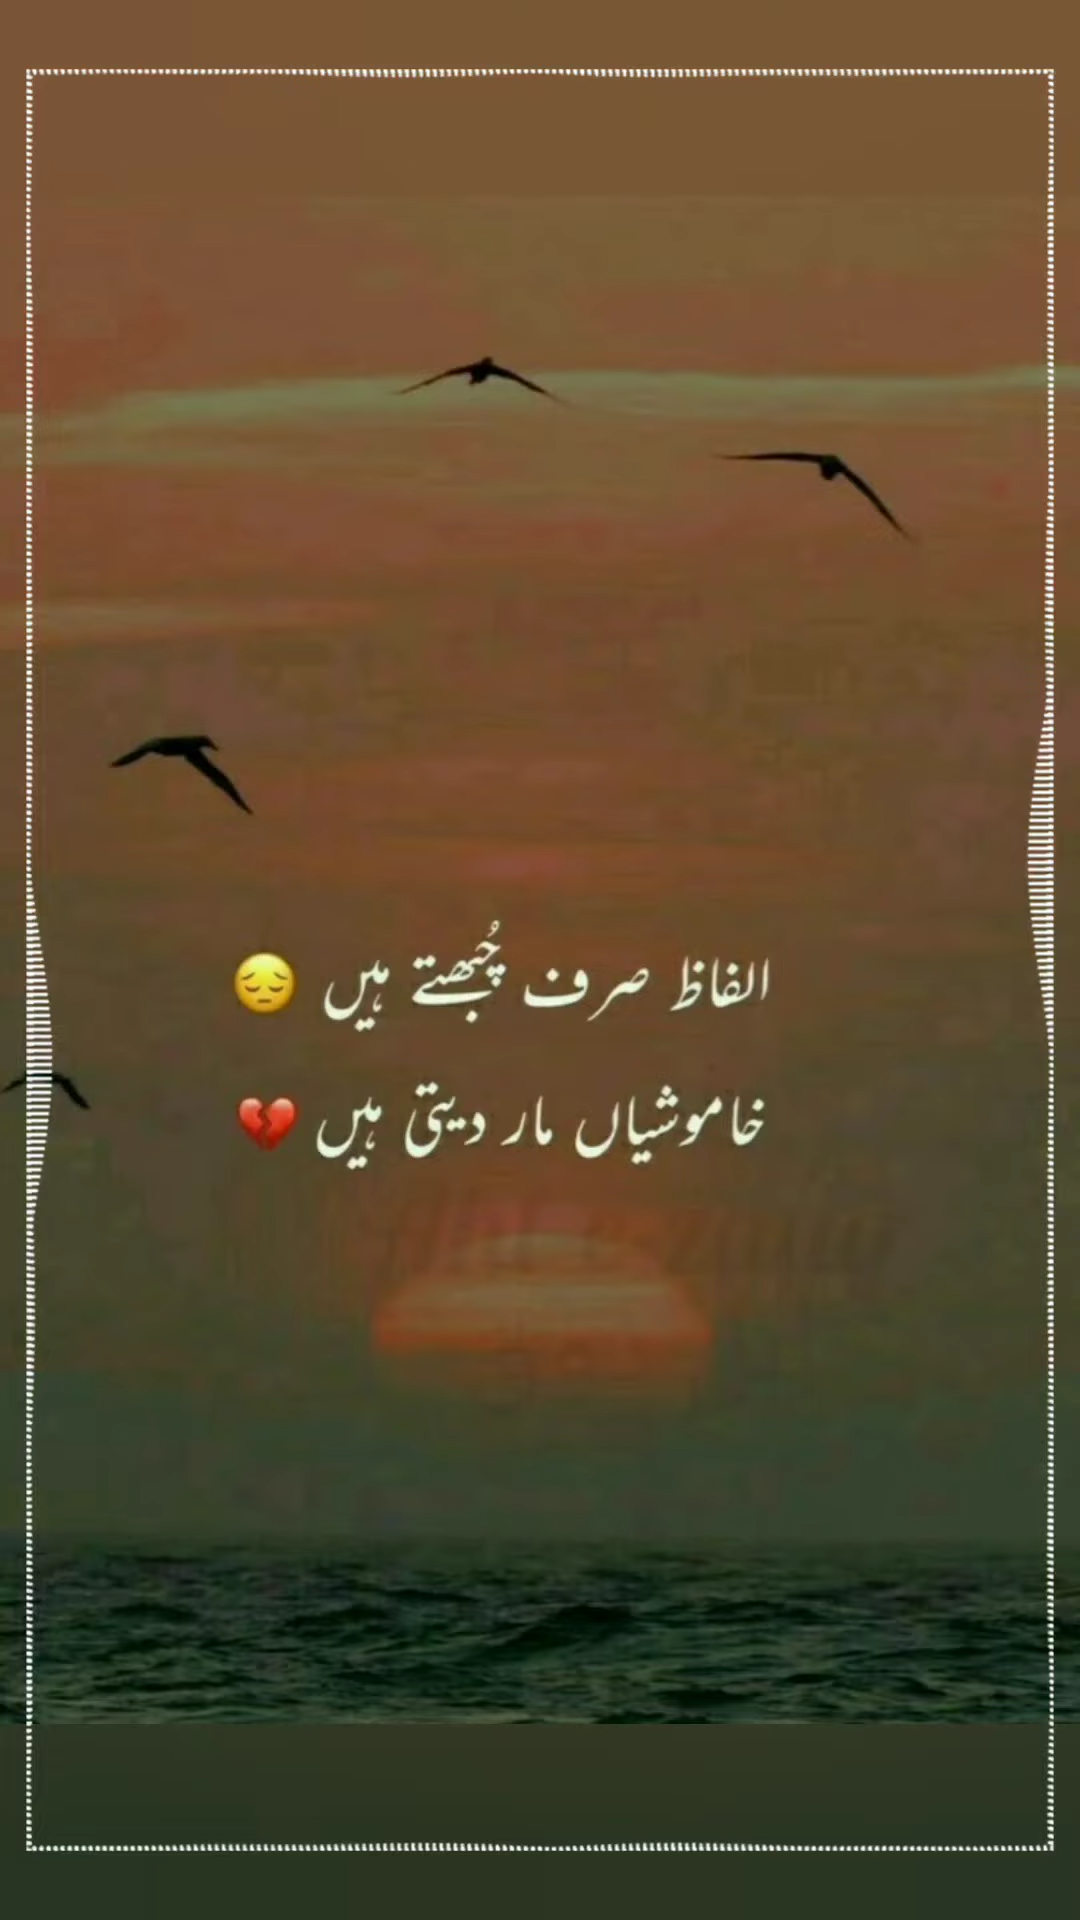 الفاظ صرف چُبھتے ہیں 😔
خاموشیاں مار دیتی ہیں 💔